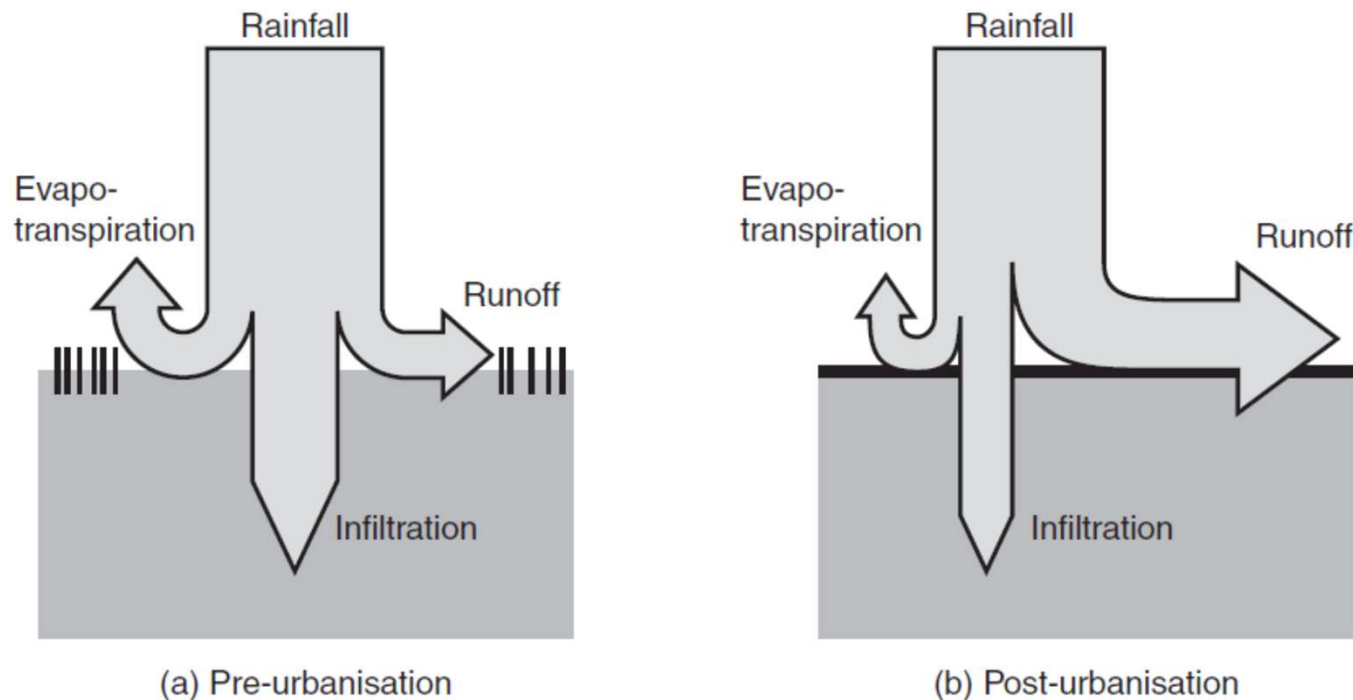 Rainfall
Evapo-
transpiration
Runoff
Infiltration
(a) Pre-urbanisation
Rainfall
Evapo-
transpiration
Runoff
Infiltration
(b) Post-urbanisation